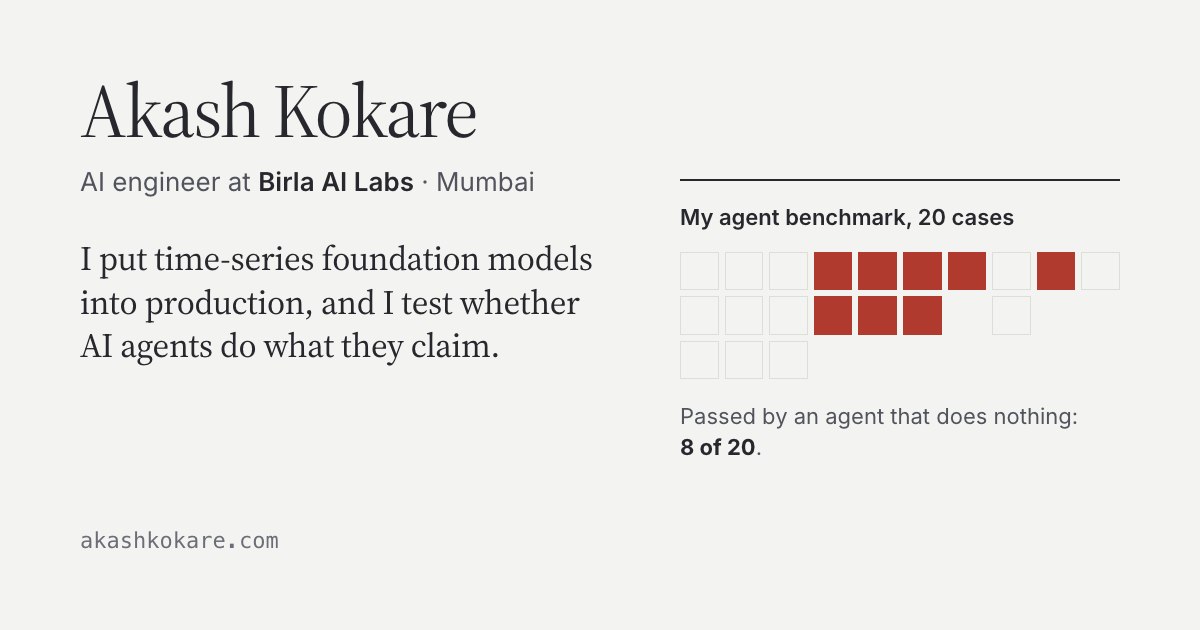 Akash Kokare
AI engineer at Birla AI Labs · Mumbai
I put time-series foundation models
into production, and I test whether
AI agents do what they claim.
akashkokare.com
My agent benchmark, 20 cases
Passed by an agent that does nothing:
8 of 20.